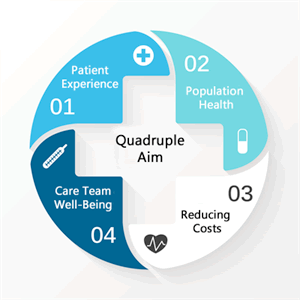 Patient
Experience
01
02
Population
Health
Quadruple
Aim
03
Reducing
Costs
Care Team
Well-Being
04